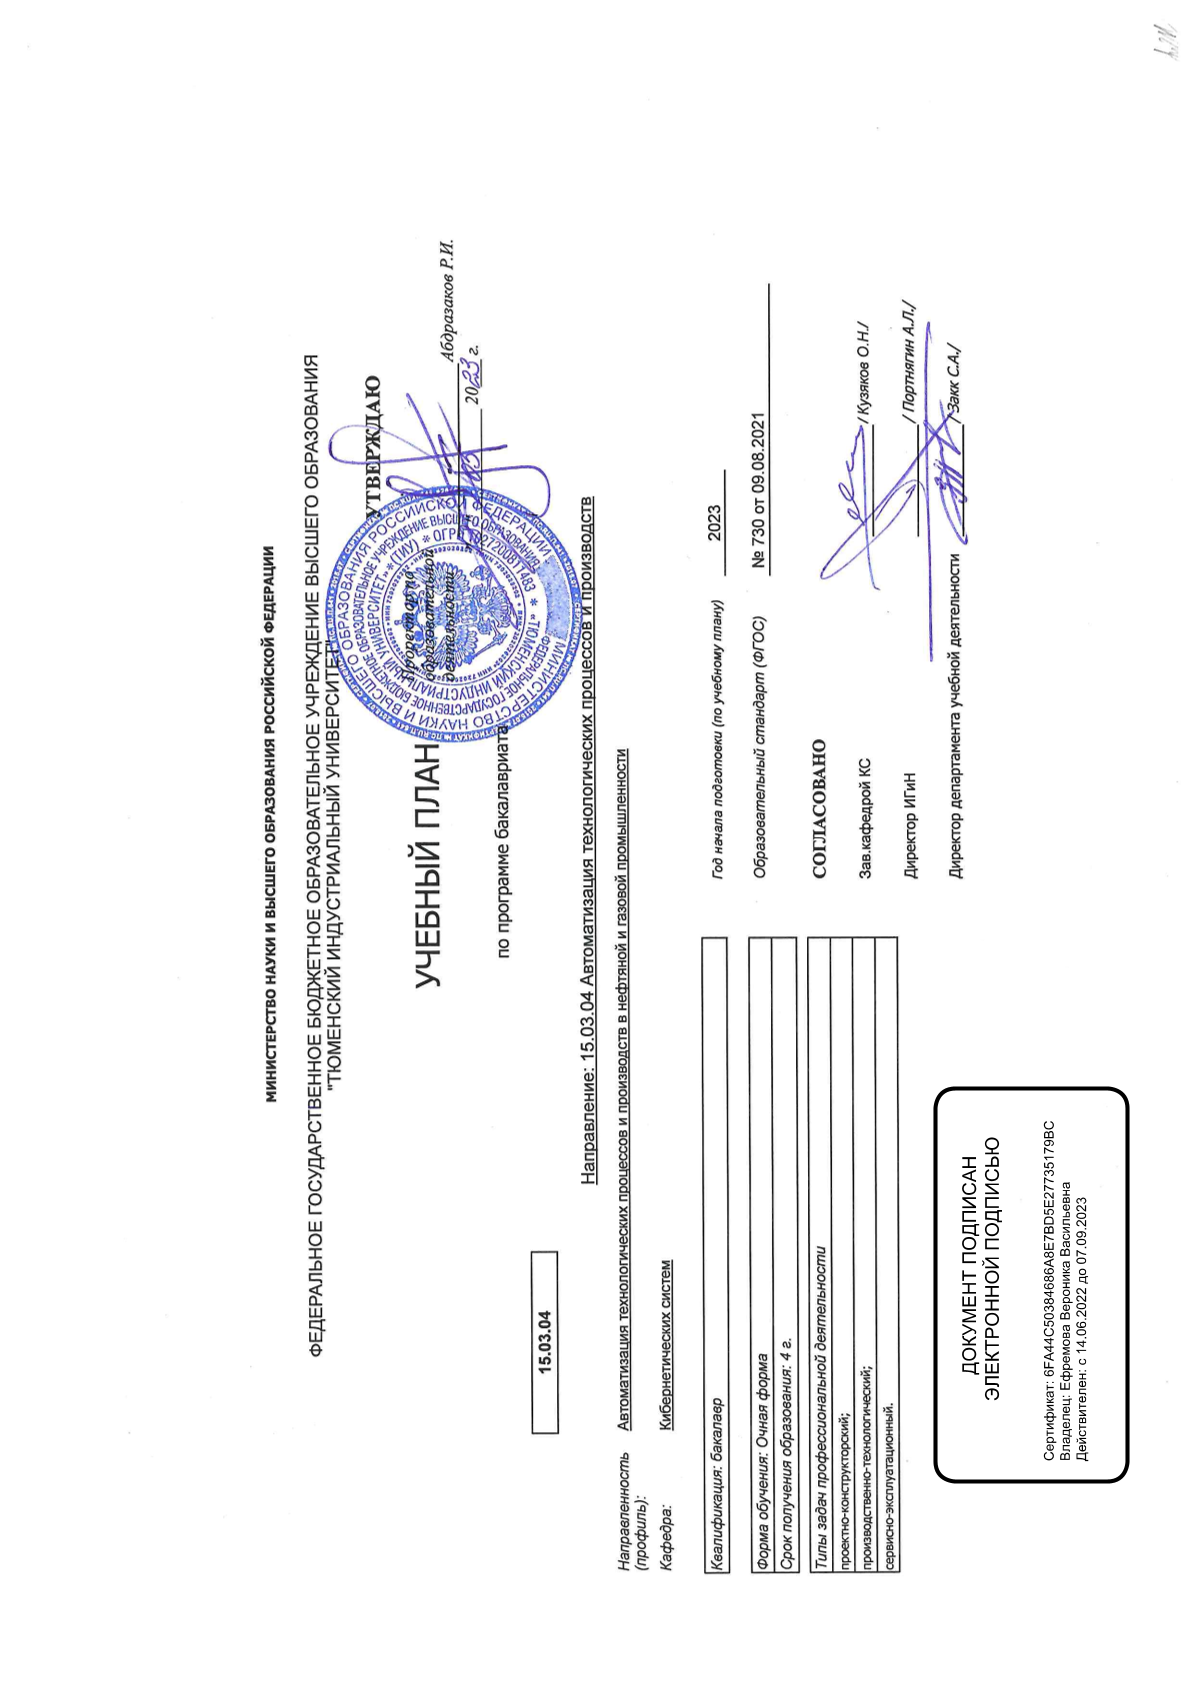 МИНИСТЕРСТВО НАУКИ И ВЫСШЕГО ОБРАЗОВАНИЯ РОССИЙСКОЙ ФЕДЕРАЦИИ
ФЕДЕРАЛЬНОЕ ГОСУДАРСТВЕННОЕ БЮДЖЕТНОЕ ОБРАЗОВАТЕЛЬНОЕ УЧРЕЖДЕНИЕ ВЫСШЕГО ОБРАЗОВАНИЯ
"ТЮМЕНСКИЙ ИНДУСТРИАЛЬНЫЙ УНИВЕРСИТЕТ"
УТВЕРЖДАЮ
Проректор по
образовательной
деятельности
Абдразаков Р.И.
2023 г.
УЧЕБНЫЙ ПЛАН
по программе бакалавриата
15.03.04
Направление: 15.03.04 Автоматизация технологических процессов и производств
Направленность (профиль): Автоматизация технологических процессов и производств в нефтяной и газовой промышленности
Кафедра: Кибернетических систем
Квалификация: бакалавр
Форма обучения: Очная форма
Срок получения образования: 4 г.
Типы задач профессиональной деятельности
проектно-конструкторский;
производственно-технологический;
сервисно-эксплуатационный.
Год начала подготовки (по учебному плану) 2023
Образовательный стандарт (ФГОС) № 730 от 09.08.2021
СОГЛАСОВАНО
Зав.кафедрой КС / Кузяков О.Н./
Директор ИГиН / Портнягин А.Л./
Директор департамента учебной деятельности / Закк С.А./
ДОКУМЕНТ ПОДПИСАН
ЭЛЕКТРОННОЙ ПОДПИСЬЮ
Сертификат: 6FA44C50384686A8E7BD5E27735179BC
Владелец: Ефремова Вероника Васильевна
Действителен: с 14.06.2022 до 07.09.2023